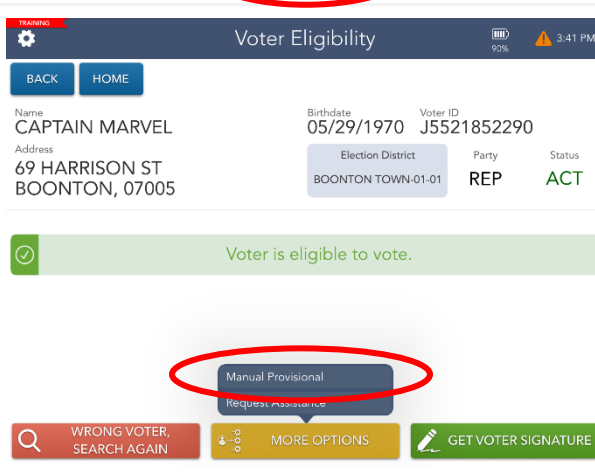 TRAINING
Voter Eligibility
90%
3:41 PM
BACK
HOME
Name
CAPTAIN MARVEL
Birthdate
05/29/1970
Voter ID
J5521852290
Address
69 HARRISON ST
BOONTON, 07005
Election District
BOONTON TOWN-01-01
Party
REP
Status
ACT
Voter is eligible to vote.
Manual Provisional
Request Assistance
WRONG VOTER,
SEARCH AGAIN
MORE OPTIONS
GET VOTER SIGNATURE